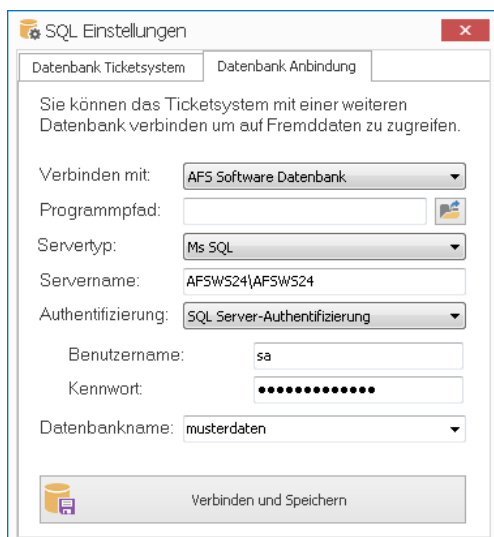 SQL Einstellungen
Datenbank Ticketsystem
Datenbank Anbindung
Sie können das Ticketsystem mit einer weiteren
Datenbank verbinden um auf Fremddaten zu zugreifen.
Verbinden mit: AFS Software Datenbank
Programmpfad:
Servertyp: Ms SQL
Servername: AFSWS24\AFSWS24
Authentifizierung: SQL Server-Authentifizierung
Benutzername: sa
Kennwort: •••••••••••••
Datenbankname: musterdaten
Verbinden und Speichern